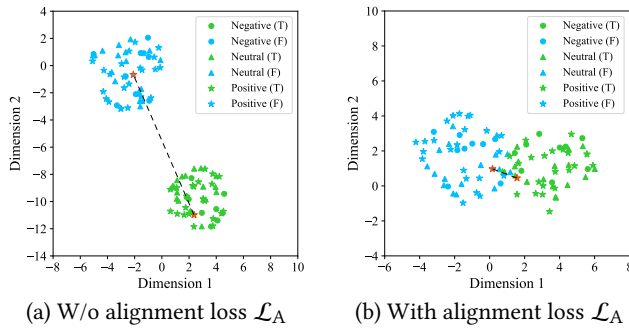 4
2
0
−2
−4
−6
−8
−10
−12
−14
Dimension 2
−8 −6 −4 −2 0 2 4 6 8 10
Dimension 1
Negative (T)
Negative (F)
Neutral (T)
Neutral (F)
Positive (T)
Positive (F)
(a) W/o alignment loss ℒA
10
8
6
4
2
0
−2
−4
Dimension 2
−6 −4 −2 0 2 4 6 8
Dimension 1
Negative (T)
Negative (F)
Neutral (T)
Neutral (F)
Positive (T)
Positive (F)
(b) With alignment loss ℒA